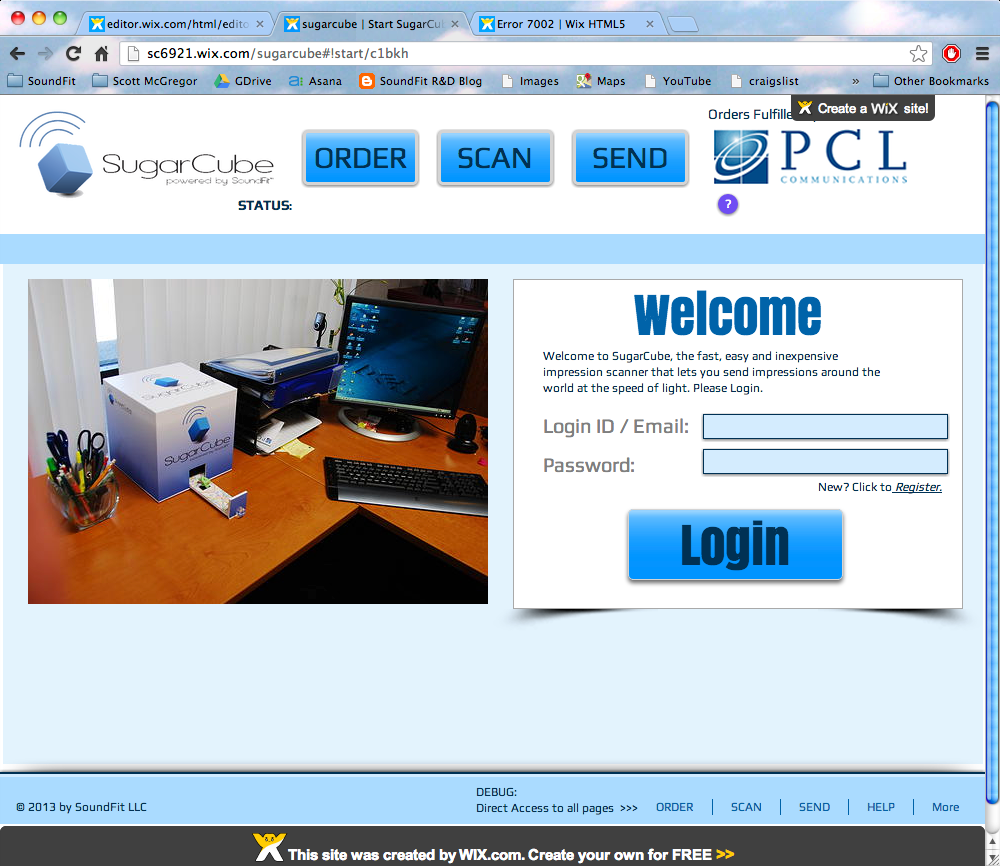 editor.wix.com/html/edito
sugarcube | Start SugarCu
Error 7002 | Wix HTML5
sc6921.wix.com/sugarcube#!start/c1bkh
SoundFit
Scott McGregor
GDrive
Asana
SoundFit R&D Blog
Images
Maps
YouTube
craigslist
»
Other Bookmarks
Orders Fulfille
Create a WiX site!
SugarCube
powered by SoundFit™
ORDER
SCAN
SEND
PCL
COMMUNICATIONS
STATUS:
?
SugarCube
SugarCube
Welcome
Welcome to SugarCube, the fast, easy and inexpensive
impression scanner that lets you send impressions around the
world at the speed of light. Please Login.
Login ID / Email:
Password:
New? Click to Register.
Login
DEBUG:
© 2013 by SoundFit LLC
Direct Access to all pages >>>
ORDER
SCAN
SEND
HELP
More
This site was created by WIX.com. Create your own for FREE >>